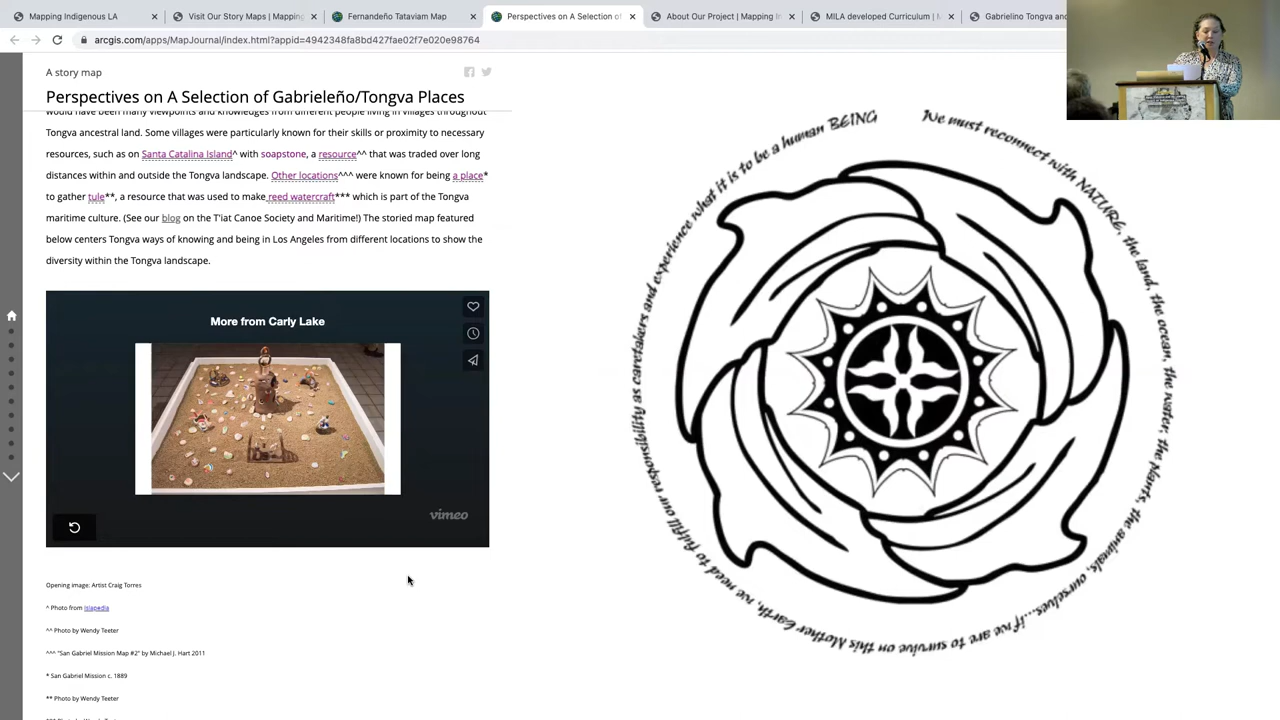 Mapping Indigenous LA
Visit Our Story Maps | Mapping
Fernandeño Tataviam Map
Perspectives on A Selection of
About Our Project | Mapping In
MILA developed Curriculum | M
Gabrielino Tongva and
arcgis.com/apps/MapJournal/index.html?appid=4942348fa8bd427fae02f7e020e98764
A story map
Perspectives on A Selection of Gabrieleño/Tongva Places
would have been many viewpoints and knowledges from different people living in villages throughout
Tongva ancestral land. Some villages were particularly known for their skills or proximity to necessary
resources, such as on Santa Catalina Island^ with soapstone, a resource^^ that was traded over long
distances within and outside the Tongva landscape. Other locations^^^ were known for being a place*
to gather tule**, a resource that was used to make reed watercraft*** which is part of the Tongva
maritime culture. (See our blog on the T'iat Canoe Society and Maritime!) The storied map featured
below centers Tongva ways of knowing and being in Los Angeles from different locations to show the
diversity within the Tongva landscape.
More from Carly Lake
vimeo
Opening image: Artist Craig Torres
^ Photo from Islapedia
^^ Photo by Wendy Teeter
^^^ "San Gabriel Mission Map #2" by Michael J. Hart 2011
* San Gabriel Mission c. 1889
** Photo by Wendy Teeter
We must reconnect with NATURE, the land, the ocean, the water, the plants, the animals, ourselves...if we are to survive on this Mother Earth, we need to fulfill our responsibility as caretakers and experience what it is to be a human BEING